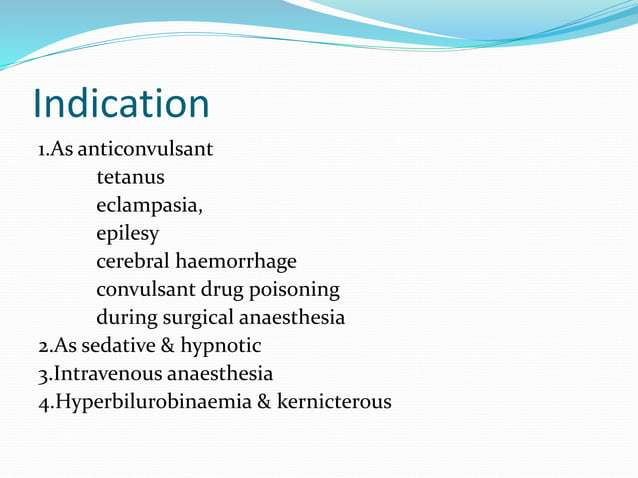 Indication
1.As anticonvulsant
tetanus
eclampasia,
epilesy
cerebral haemorrhage
convulsant drug poisoning
during surgical anaesthesia
2.As sedative & hypnotic
3.Intravenous anaesthesia
4.Hyperbilurobinaemia & kernicterous